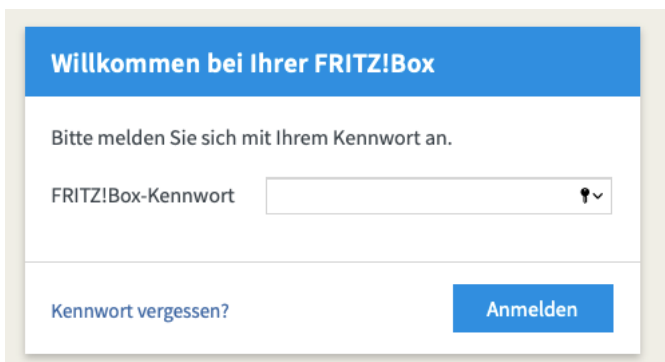 Willkommen bei Ihrer FRITZ!Box
Bitte melden Sie sich mit Ihrem Kennwort an.
FRITZ!Box-Kennwort
Kennwort vergessen?
Anmelden